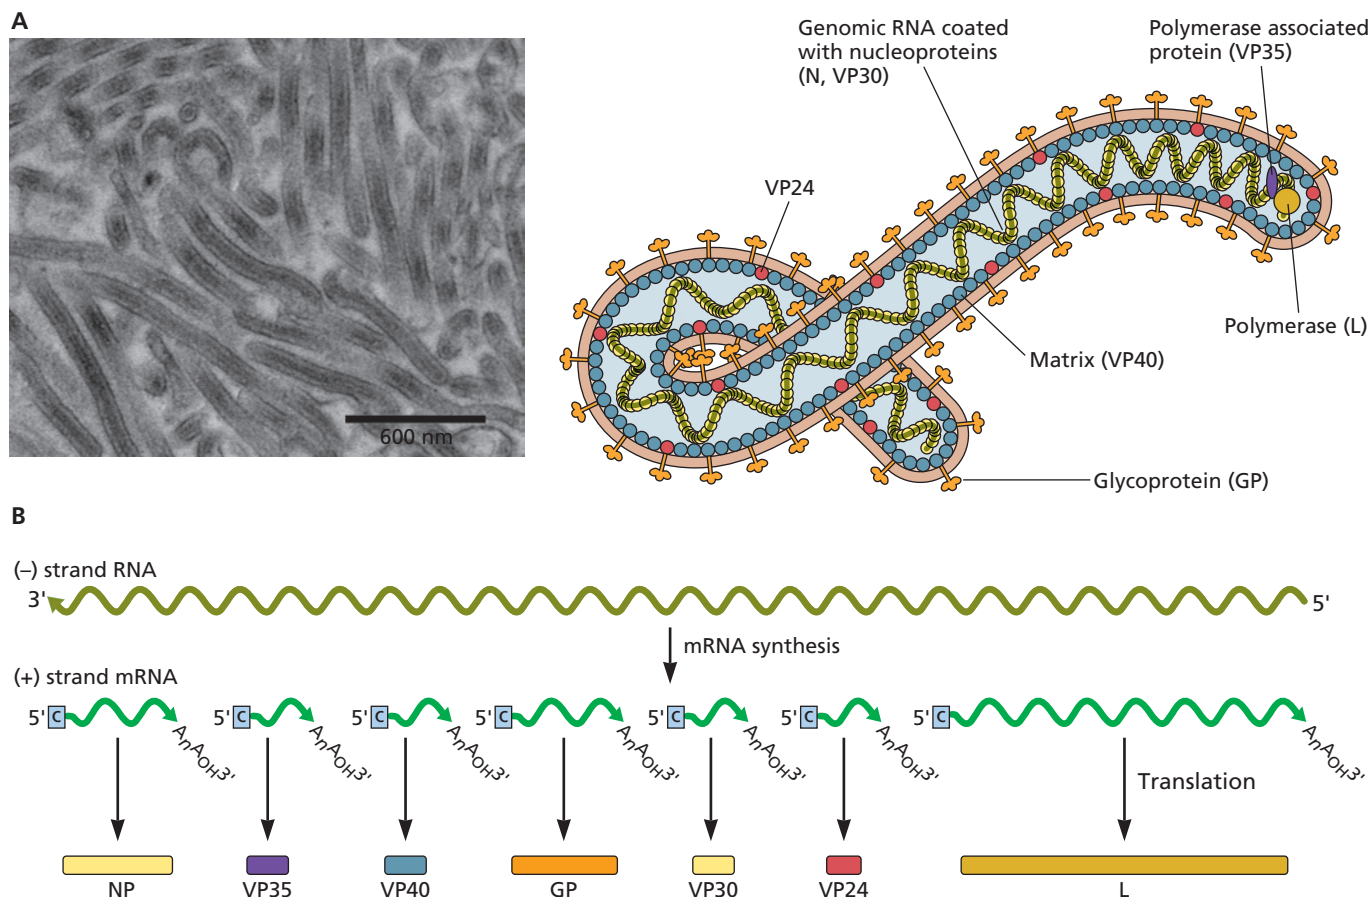 A
Genomic RNA coated
with nucleoproteins
(N, VP30)
Polymerase associated
protein (VP35)
VP24
Polymerase (L)
Matrix (VP40)
600 nm
Glycoprotein (GP)
B
(–) strand RNA
3'
5'
mRNA synthesis
(+) strand mRNA
5' C AnAOH3'
5' C AnAOH3'
5' C AnAOH3'
5' C AnAOH3'
5' C AnAOH3'
5' C AnAOH3'
5' C AnAOH3'
Translation
NP
VP35
VP40
GP
VP30
VP24
L